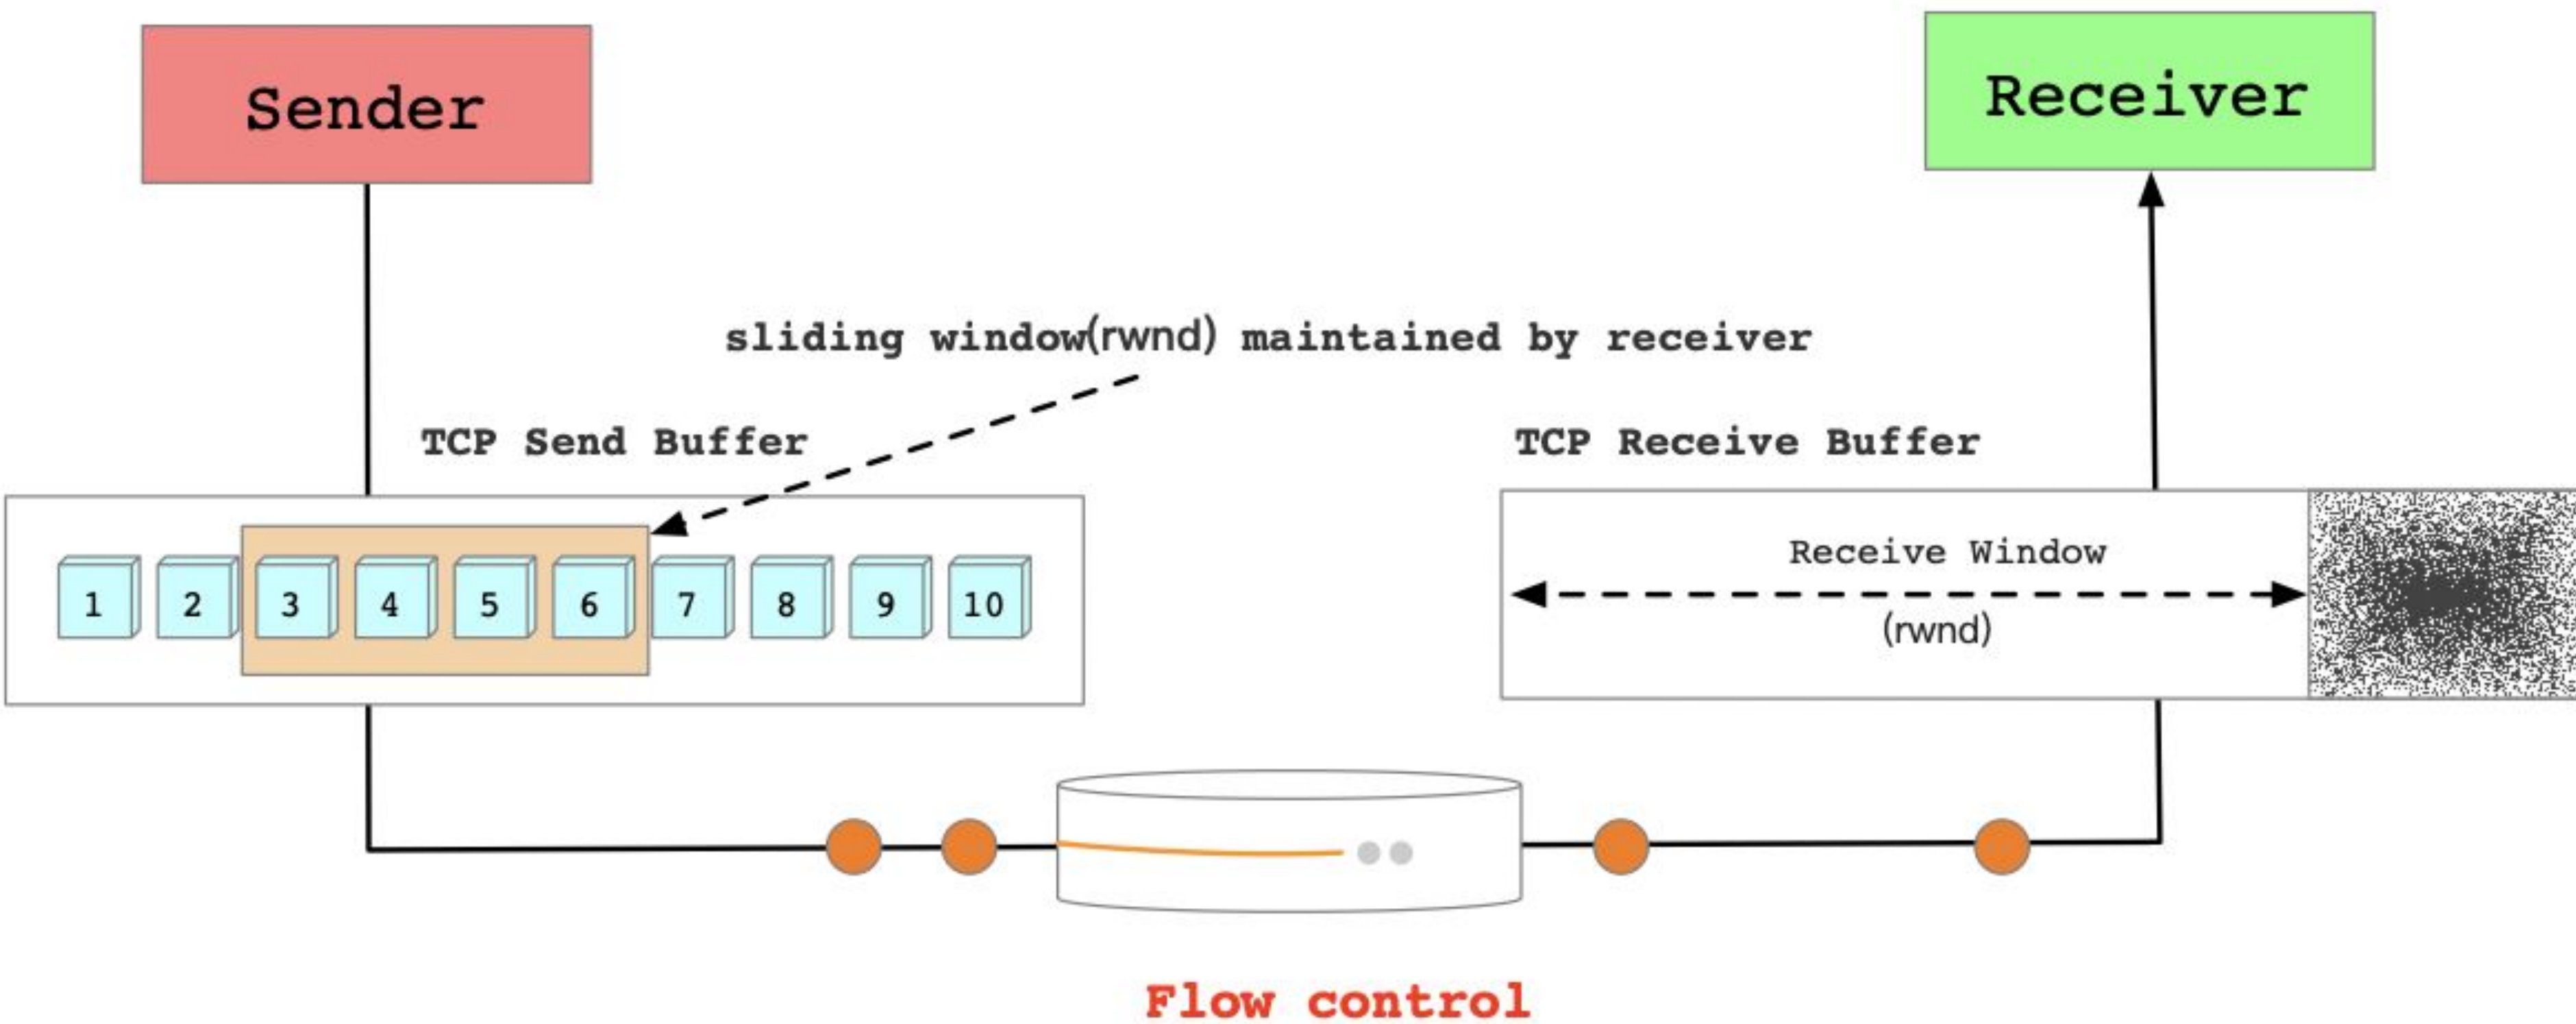 Sender
Receiver
sliding window(rwnd) maintained by receiver
TCP Send Buffer
TCP Receive Buffer
1 2 3 4 5 6 7 8 9 10
Receive Window
(rwnd)
Flow control